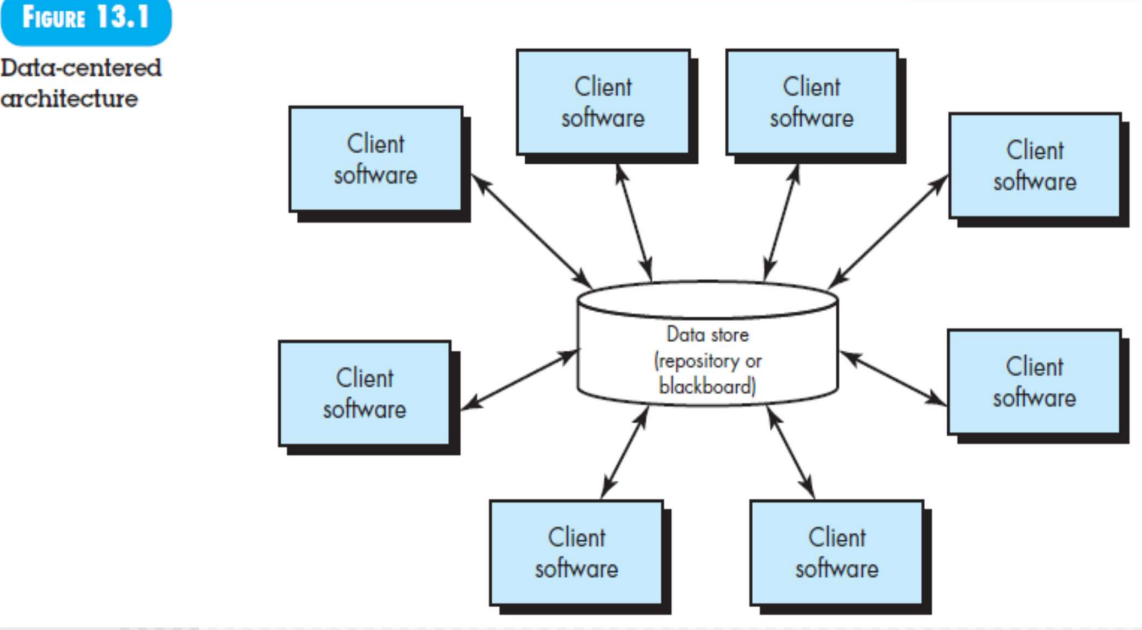 FIGURE 13.1
Data-centered
architecture
Client
software
Client
software
Client
software
Client
software
Data store
(repository or
blackboard)
Client
software
Client
software
Client
software
Client
software